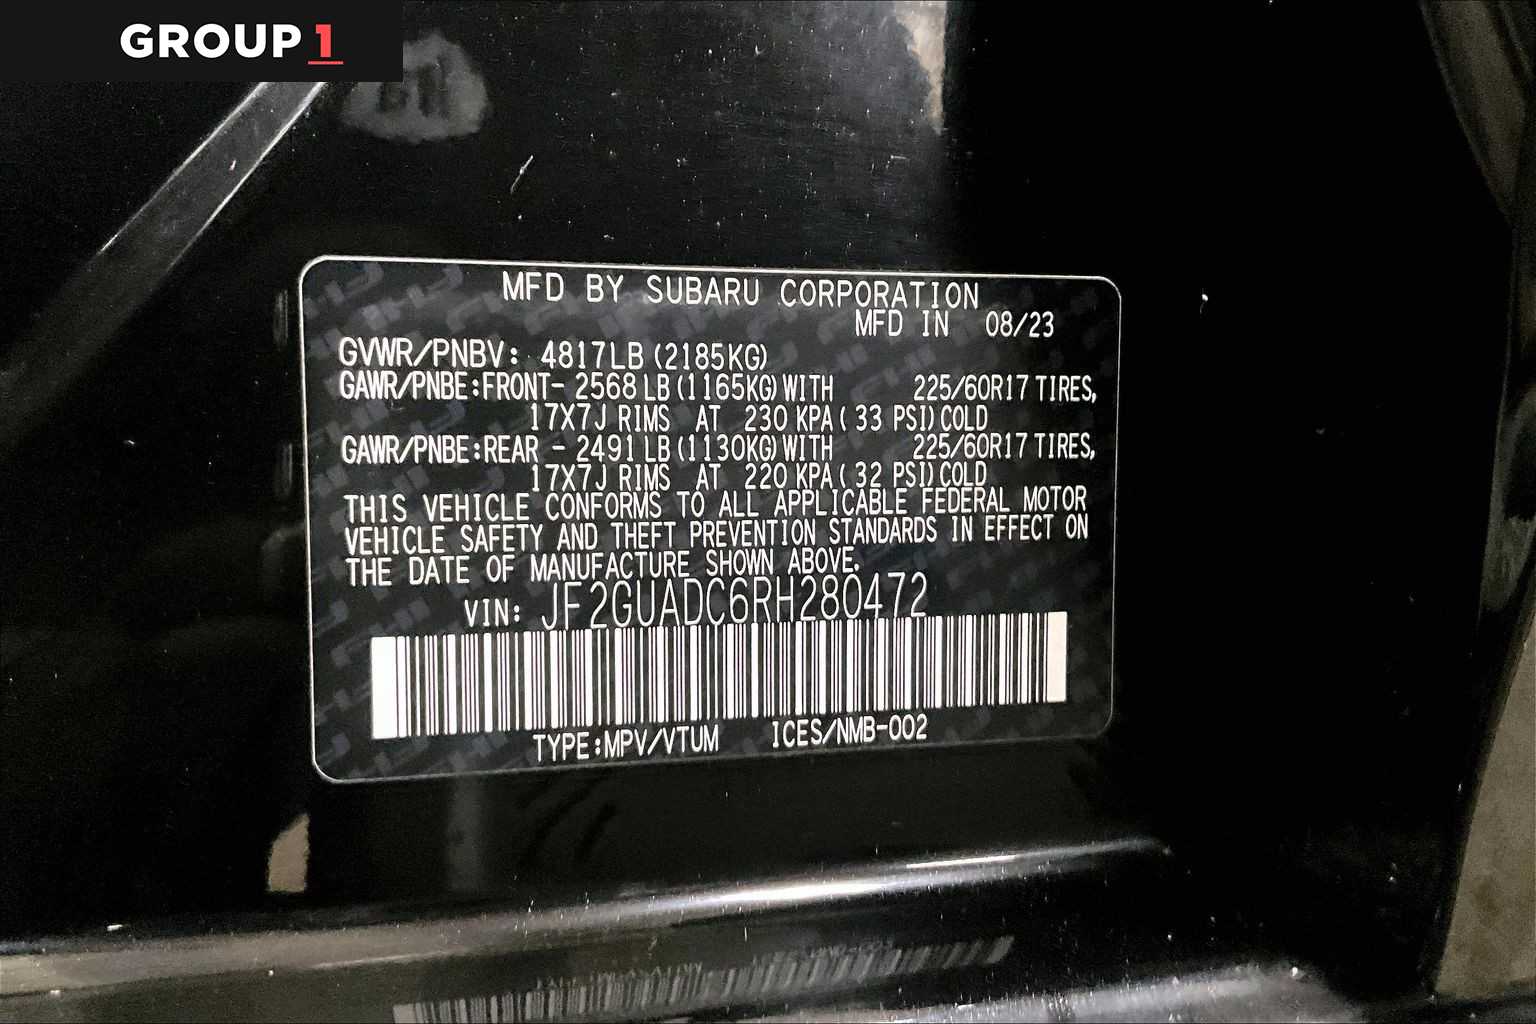 GROUP 1
MFD BY SUBARU CORPORATION
MFD IN 08/23
GVWR/PNBV: 4817LB (2185KG)
GAWR/PNBE:FRONT- 2568 LB (1165KG) WITH 225/60R17 TIRES,
17X7J RIMS AT 230 KPA ( 33 PSI) COLD
GAWR/PNBE:REAR - 2491 LB (1130KG) WITH 225/60R17 TIRES,
17X7J RIMS AT 220 KPA ( 32 PSI) COLD
THIS VEHICLE CONFORMS TO ALL APPLICABLE FEDERAL MOTOR
VEHICLE SAFETY AND THEFT PREVENTION STANDARDS IN EFFECT ON
THE DATE OF MANUFACTURE SHOWN ABOVE.
VIN: JF2GUADC6RH280472
TYPE:MPV/VTUM ICES/NMB-002